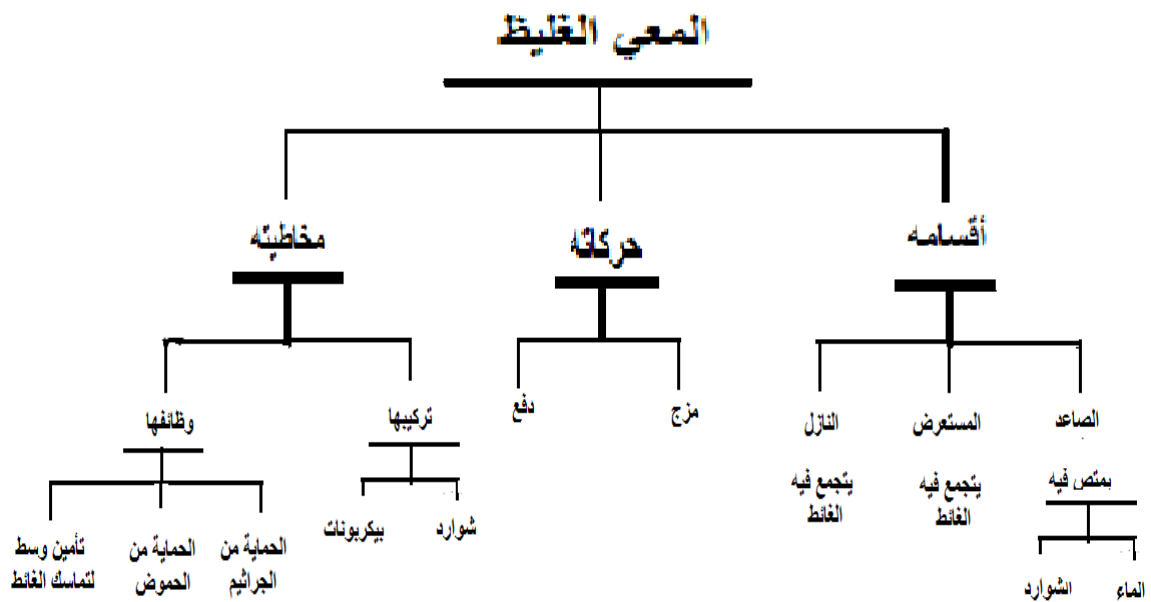 المعي الغليظ
أقسامه
حركاته
مخاطيته
الصاعد
المستعرض
النازل
مزج
دفع
تركيبها
وظائفها
يمتص فيه
يتجمع فيه
الغائط
يتجمع فيه
الغائط
الماء
الشوارد
شوارد
بيكربونات
الحماية من
الجراثيم
الحماية من
الحموض
تأمين وسط
لتماسك الغائط